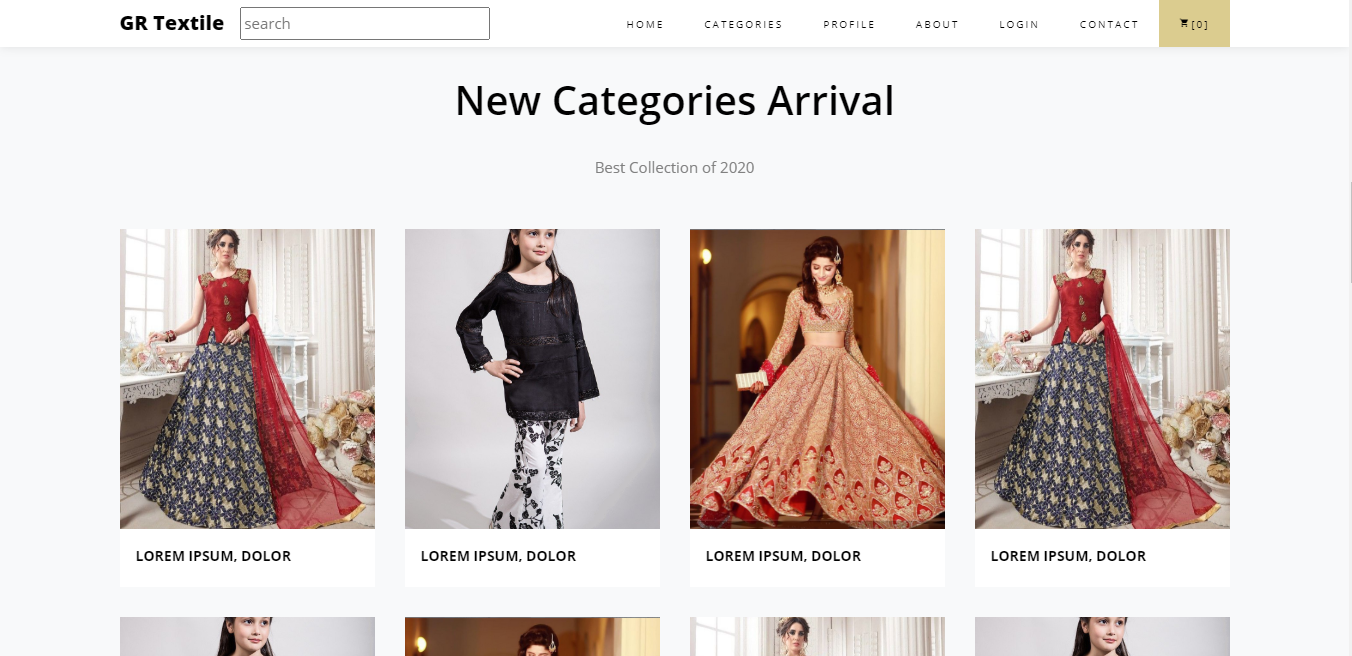 GR Textile search HOME CATEGORIES PROFILE ABOUT LOGIN CONTACT [0]
New Categories Arrival
Best Collection of 2020
LOREM IPSUM, DOLOR LOREM IPSUM, DOLOR LOREM IPSUM, DOLOR LOREM IPSUM, DOLOR